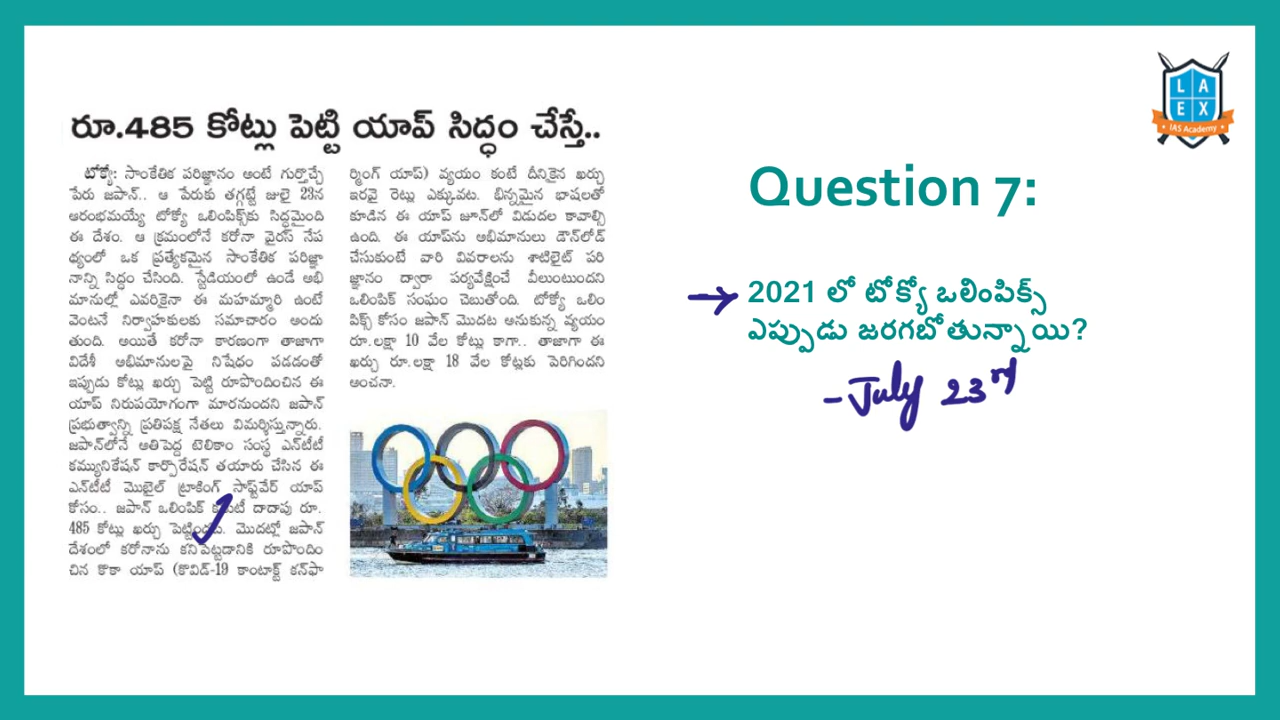 రూ.485 కోట్లు పెట్టి యాప్ సిద్ధం చేస్తే..
టోక్యో: సాంకేతిక పరిజ్ఞానం అంటే గుర్తొచ్చే
పేరు జపాన్.. ఆ పేరుకు తగ్గట్టే జులై 23న
ఆరంభమయ్యే టోక్యో ఒలింపిక్స్‌కు సిద్ధమైంది
ఈ దేశం. ఆ క్రమంలోనే కరోనా వైరస్ నేప
థ్యంలో ఒక ప్రత్యేకమైన సాంకేతిక పరిజ్ఞా
నాన్ని సిద్ధం చేసింది. స్టేడియంలో ఉండే అభి
మానుల్లో ఎవరికైనా ఈ మహమ్మారి ఉంటే
వెంటనే నిర్వాహకులకు సమాచారం అందు
తుంది. అయితే కరోనా కారణంగా తాజాగా
విదేశీ అభిమానులపై నిషేధం పడడంతో
ఇప్పుడు కోట్లు ఖర్చు పెట్టి రూపొందించిన ఈ
యాప్ నిరుపయోగంగా మారనుందని జపాన్
ప్రభుత్వాన్ని ప్రతిపక్ష నేతలు విమర్శిస్తున్నారు.
జపాన్‌లోనే అతిపెద్ద టెలికాం సంస్థ ఎన్‌టీటీ
కమ్యునికేషన్ కార్పొరేషన్ తయారు చేసిన ఈ
ఎన్‌టీటీ మొబైల్ ట్రాకింగ్ సాఫ్ట్‌వేర్ యాప్
కోసం.. జపాన్ ఒలింపిక్ దాదాపు రూ.
485 కోట్లు ఖర్చు పెట్టిందట. మొదట్లో జపాన్
దేశంలో కరోనాను కనిపెట్టడానికి రూపొందిం
చిన కొకా యాప్ (కొవిడ్-19 కాంటాక్ట్ కన్‌ఫా
ర్మింగ్ యాప్) వ్యయం కంటే దీనికైన ఖర్చు
ఇరవై రెట్లు ఎక్కువట. భిన్నమైన భాషలతో
కూడిన ఈ యాప్ జూన్‌లో విడుదల కావాల్సి
ఉంది. ఈ యాప్‌ను అభిమానులు డౌన్‌లోడ్
చేసుకుంటే వారి వివరాలను శాటిలైట్ పరి
జ్ఞానం ద్వారా పర్యవేక్షించే వీలుంటుందని
ఒలింపిక్ సంఘం చెబుతోంది. టోక్యో ఒలిం
పిక్స్ కోసం జపాన్ మొదట అనుకున్న వ్యయం
రూ.లక్షా 10 వేల కోట్లు కాగా.. తాజాగా ఈ
ఖర్చు రూ.లక్షా 18 వేల కోట్లకు పెరిగిందని
అంచనా.
L A
E X
IAS Academy
Question 7:
2021 లో టోక్యో ఒలింపిక్స్
ఎప్పుడు జరగబోతున్నాయి?
- July 23rd